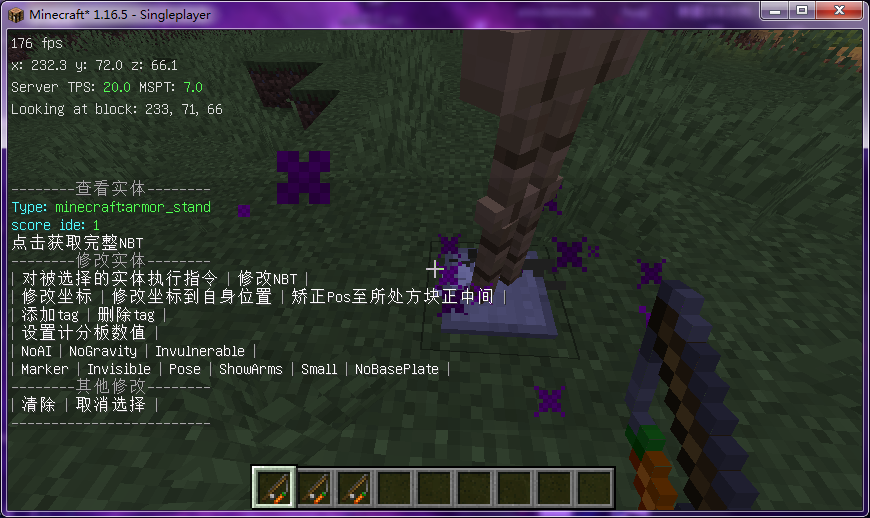 Minecraft* 1.16.5 - Singleplayer
176 fps
x: 232.3 y: 72.0 z: 66.1
Server TPS: 20.0 MSPT: 7.0
Looking at block: 233, 71, 66
--------查看实体--------
Type: minecraft:armor_stand
score ide: 1
点击获取完整NBT
--------修改实体--------
| 对被选择的实体执行指令 | 修改NBT |
| 修改坐标 | 修改坐标到自身位置 | 矫正Pos至所处方块正中间 |
| 添加tag | 删除tag |
| 设置计分板数值 |
| NoAI | NoGravity | Invulnerable |
| Marker | Invisible | Pose | ShowArms | Small | NoBasePlate |
--------其他修改--------
| 清除 | 取消选择 |
-------------------------